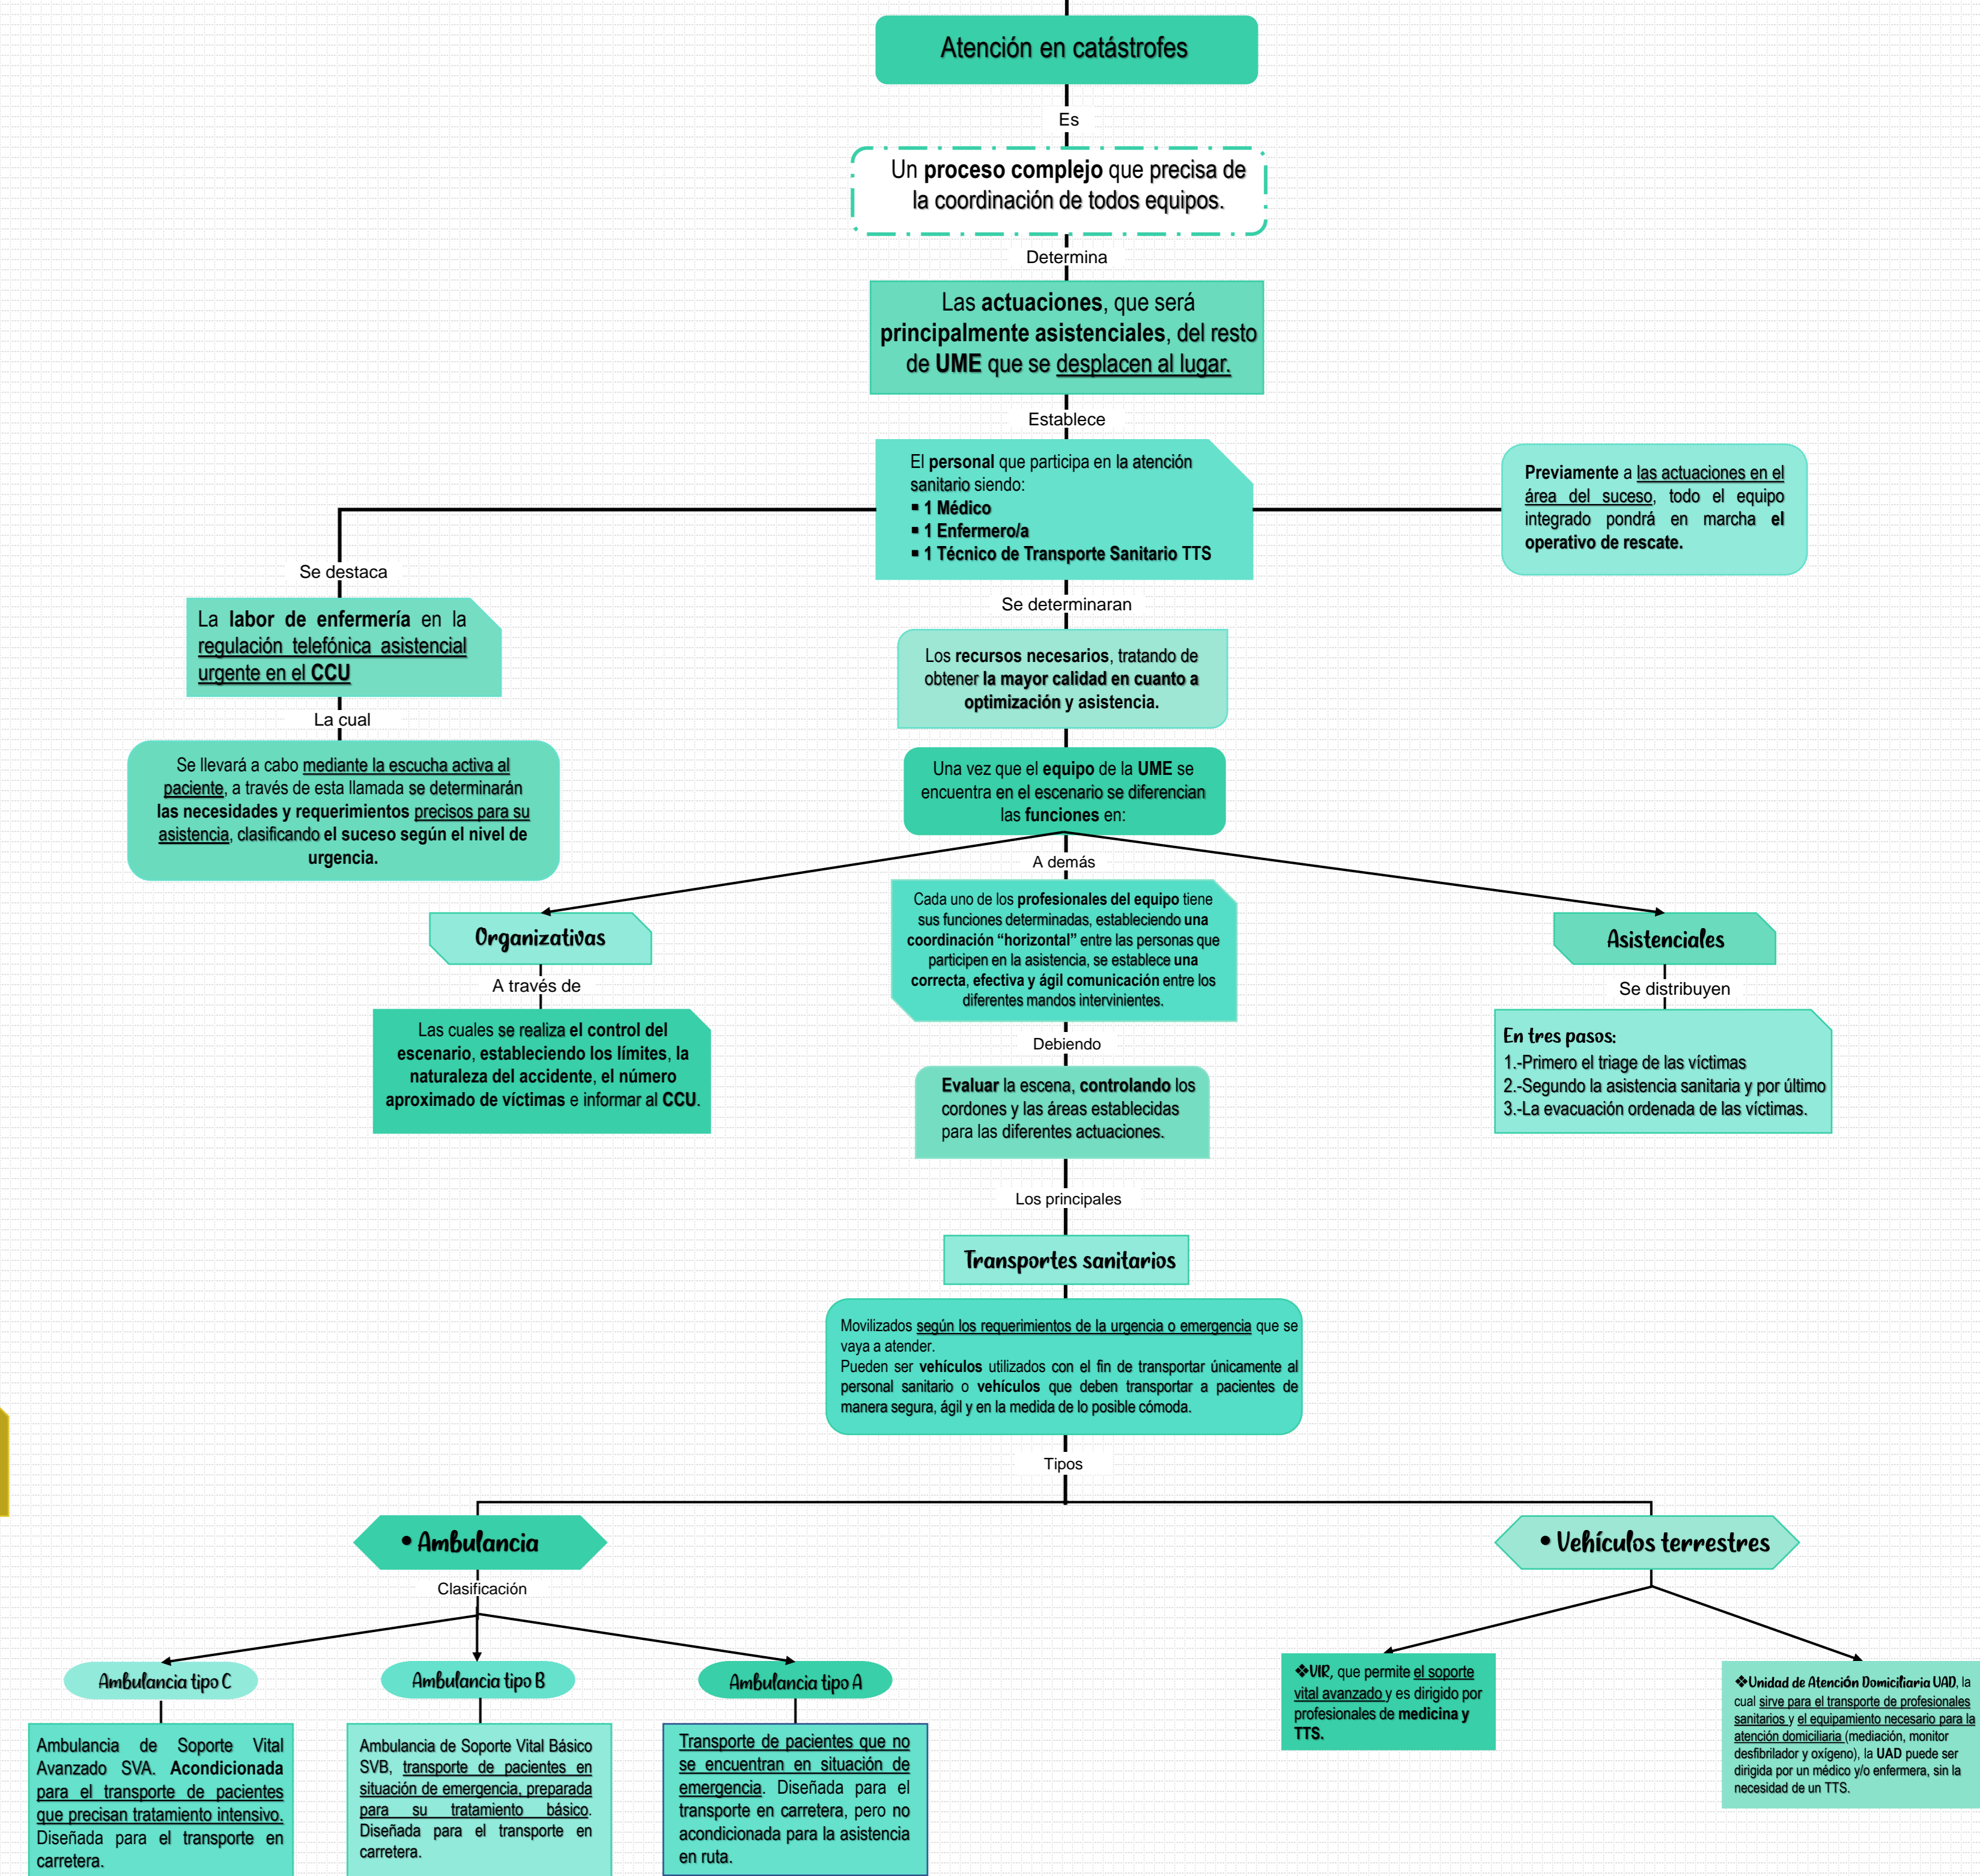 Atención en catástrofes
Es
Un proceso complejo que precisa de
la coordinación de todos equipos.
Determina
Las actuaciones, que será
principalmente asistenciales, del resto
de UME que se desplacen al lugar.
Establece
El personal que participa en la atención
sanitario siendo:
▪ 1 Médico
▪ 1 Enfermero/a
▪ 1 Técnico de Transporte Sanitario TTS
Previamente a las actuaciones en el
área del suceso, todo el equipo
integrado pondrá en marcha el
operativo de rescate.
Se destaca
La labor de enfermería en la
regulación telefónica asistencial
urgente en el CCU
La cual
Se llevará a cabo mediante la escucha activa al
paciente, a través de esta llamada se determinarán
las necesidades y requerimientos precisos para su
asistencia, clasificando el suceso según el nivel de
urgencia.
Se determinaran
Los recursos necesarios, tratando de
obtener la mayor calidad en cuanto a
optimización y asistencia.
Una vez que el equipo de la UME se
encuentra en el escenario se diferencian
las funciones en:
Organizativas
A través de
Las cuales se realiza el control del
escenario, estableciendo los límites, la
naturaleza del accidente, el número
aproximado de víctimas e informar al CCU.
A demás
Cada uno de los profesionales del equipo tiene
sus funciones determinadas, estableciendo una
coordinación “horizontal” entre las personas que
participen en la asistencia, se establece una
correcta, efectiva y ágil comunicación entre los
diferentes mandos intervinientes.
Debiendo
Evaluar la escena, controlando los
cordones y las áreas establecidas
para las diferentes actuaciones.
Asistenciales
Se distribuyen
En tres pasos:
1.-Primero el triage de las víctimas
2.-Segundo la asistencia sanitaria y por último
3.-La evacuación ordenada de las víctimas.
Los principales
Transportes sanitarios
Movilizados según los requerimientos de la urgencia o emergencia que se
vaya a atender.
Pueden ser vehículos utilizados con el fin de transportar únicamente al
personal sanitario o vehículos que deben transportar a pacientes de
manera segura, ágil y en la medida de lo posible cómoda.
Tipos
• Ambulancia
Clasificación
Ambulancia tipo C
Ambulancia de Soporte Vital
Avanzado SVA. Acondicionada
para el transporte de pacientes
que precisan tratamiento intensivo.
Diseñada para el transporte en
carretera.
Ambulancia tipo B
Ambulancia de Soporte Vital Básico
SVB, transporte de pacientes en
situación de emergencia, preparada
para su tratamiento básico.
Diseñada para el transporte en
carretera.
Ambulancia tipo A
Transporte de pacientes que no
se encuentran en situación de
emergencia. Diseñada para el
transporte en carretera, pero no
acondicionada para la asistencia
en ruta.
• Vehículos terrestres
❖VIR, que permite el soporte
vital avanzado y es dirigido por
profesionales de medicina y
TTS.
❖Unidad de Atención Domiciliaria UAD, la
cual sirve para el transporte de profesionales
sanitarios y el equipamiento necesario para la
atención domiciliaria (mediación, monitor
desfibrilador y oxígeno), la UAD puede ser
dirigida por un médico y/o enfermera, sin la
necesidad de un TTS.